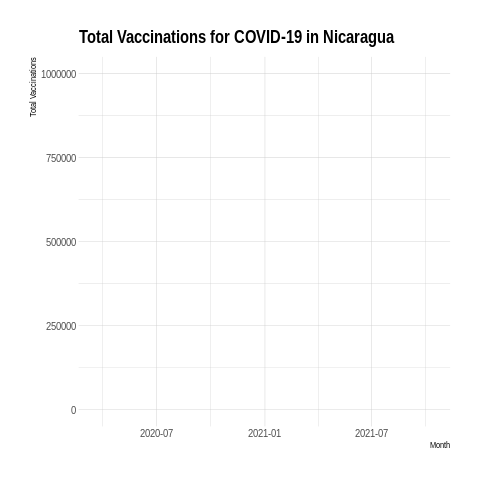 Total Vaccinations for COVID-19 in Nicaragua
Total Vaccinations
1000000
750000
500000
250000
0
2020-07 2021-01 2021-07
Month